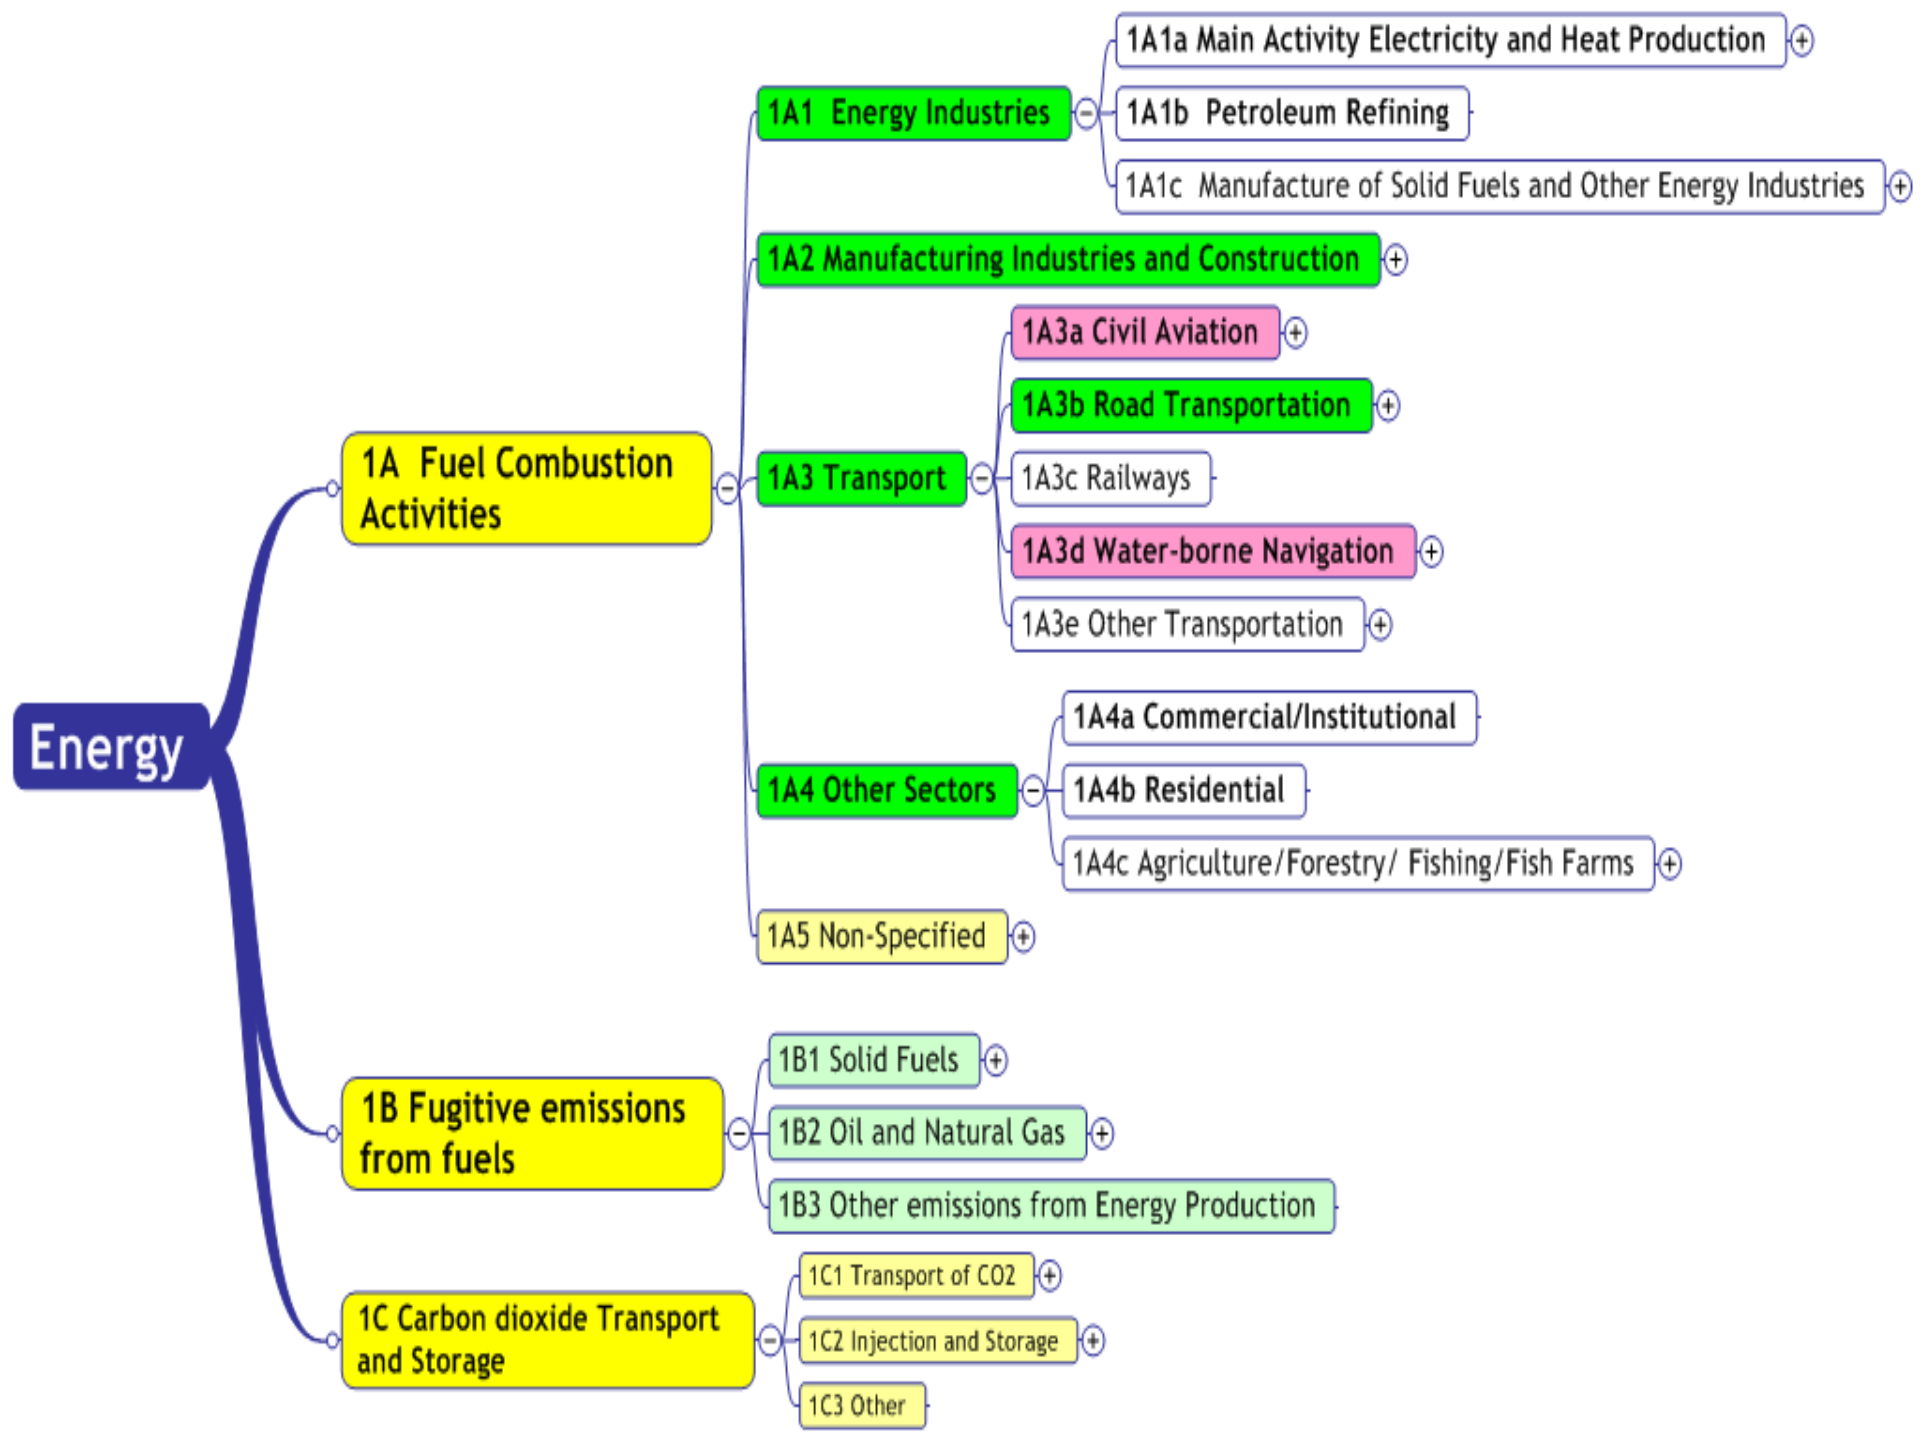 Energy
1A Fuel Combustion
Activities
1A1 Energy Industries
1A1a Main Activity Electricity and Heat Production
1A1b Petroleum Refining
1A1c Manufacture of Solid Fuels and Other Energy Industries
1A2 Manufacturing Industries and Construction
1A3 Transport
1A3a Civil Aviation
1A3b Road Transportation
1A3c Railways
1A3d Water-borne Navigation
1A3e Other Transportation
1A4 Other Sectors
1A4a Commercial/Institutional
1A4b Residential
1A4c Agriculture/Forestry/ Fishing/Fish Farms
1A5 Non-Specified
1B Fugitive emissions
from fuels
1B1 Solid Fuels
1B2 Oil and Natural Gas
1B3 Other emissions from Energy Production
1C Carbon dioxide Transport
and Storage
1C1 Transport of CO2
1C2 Injection and Storage
1C3 Other